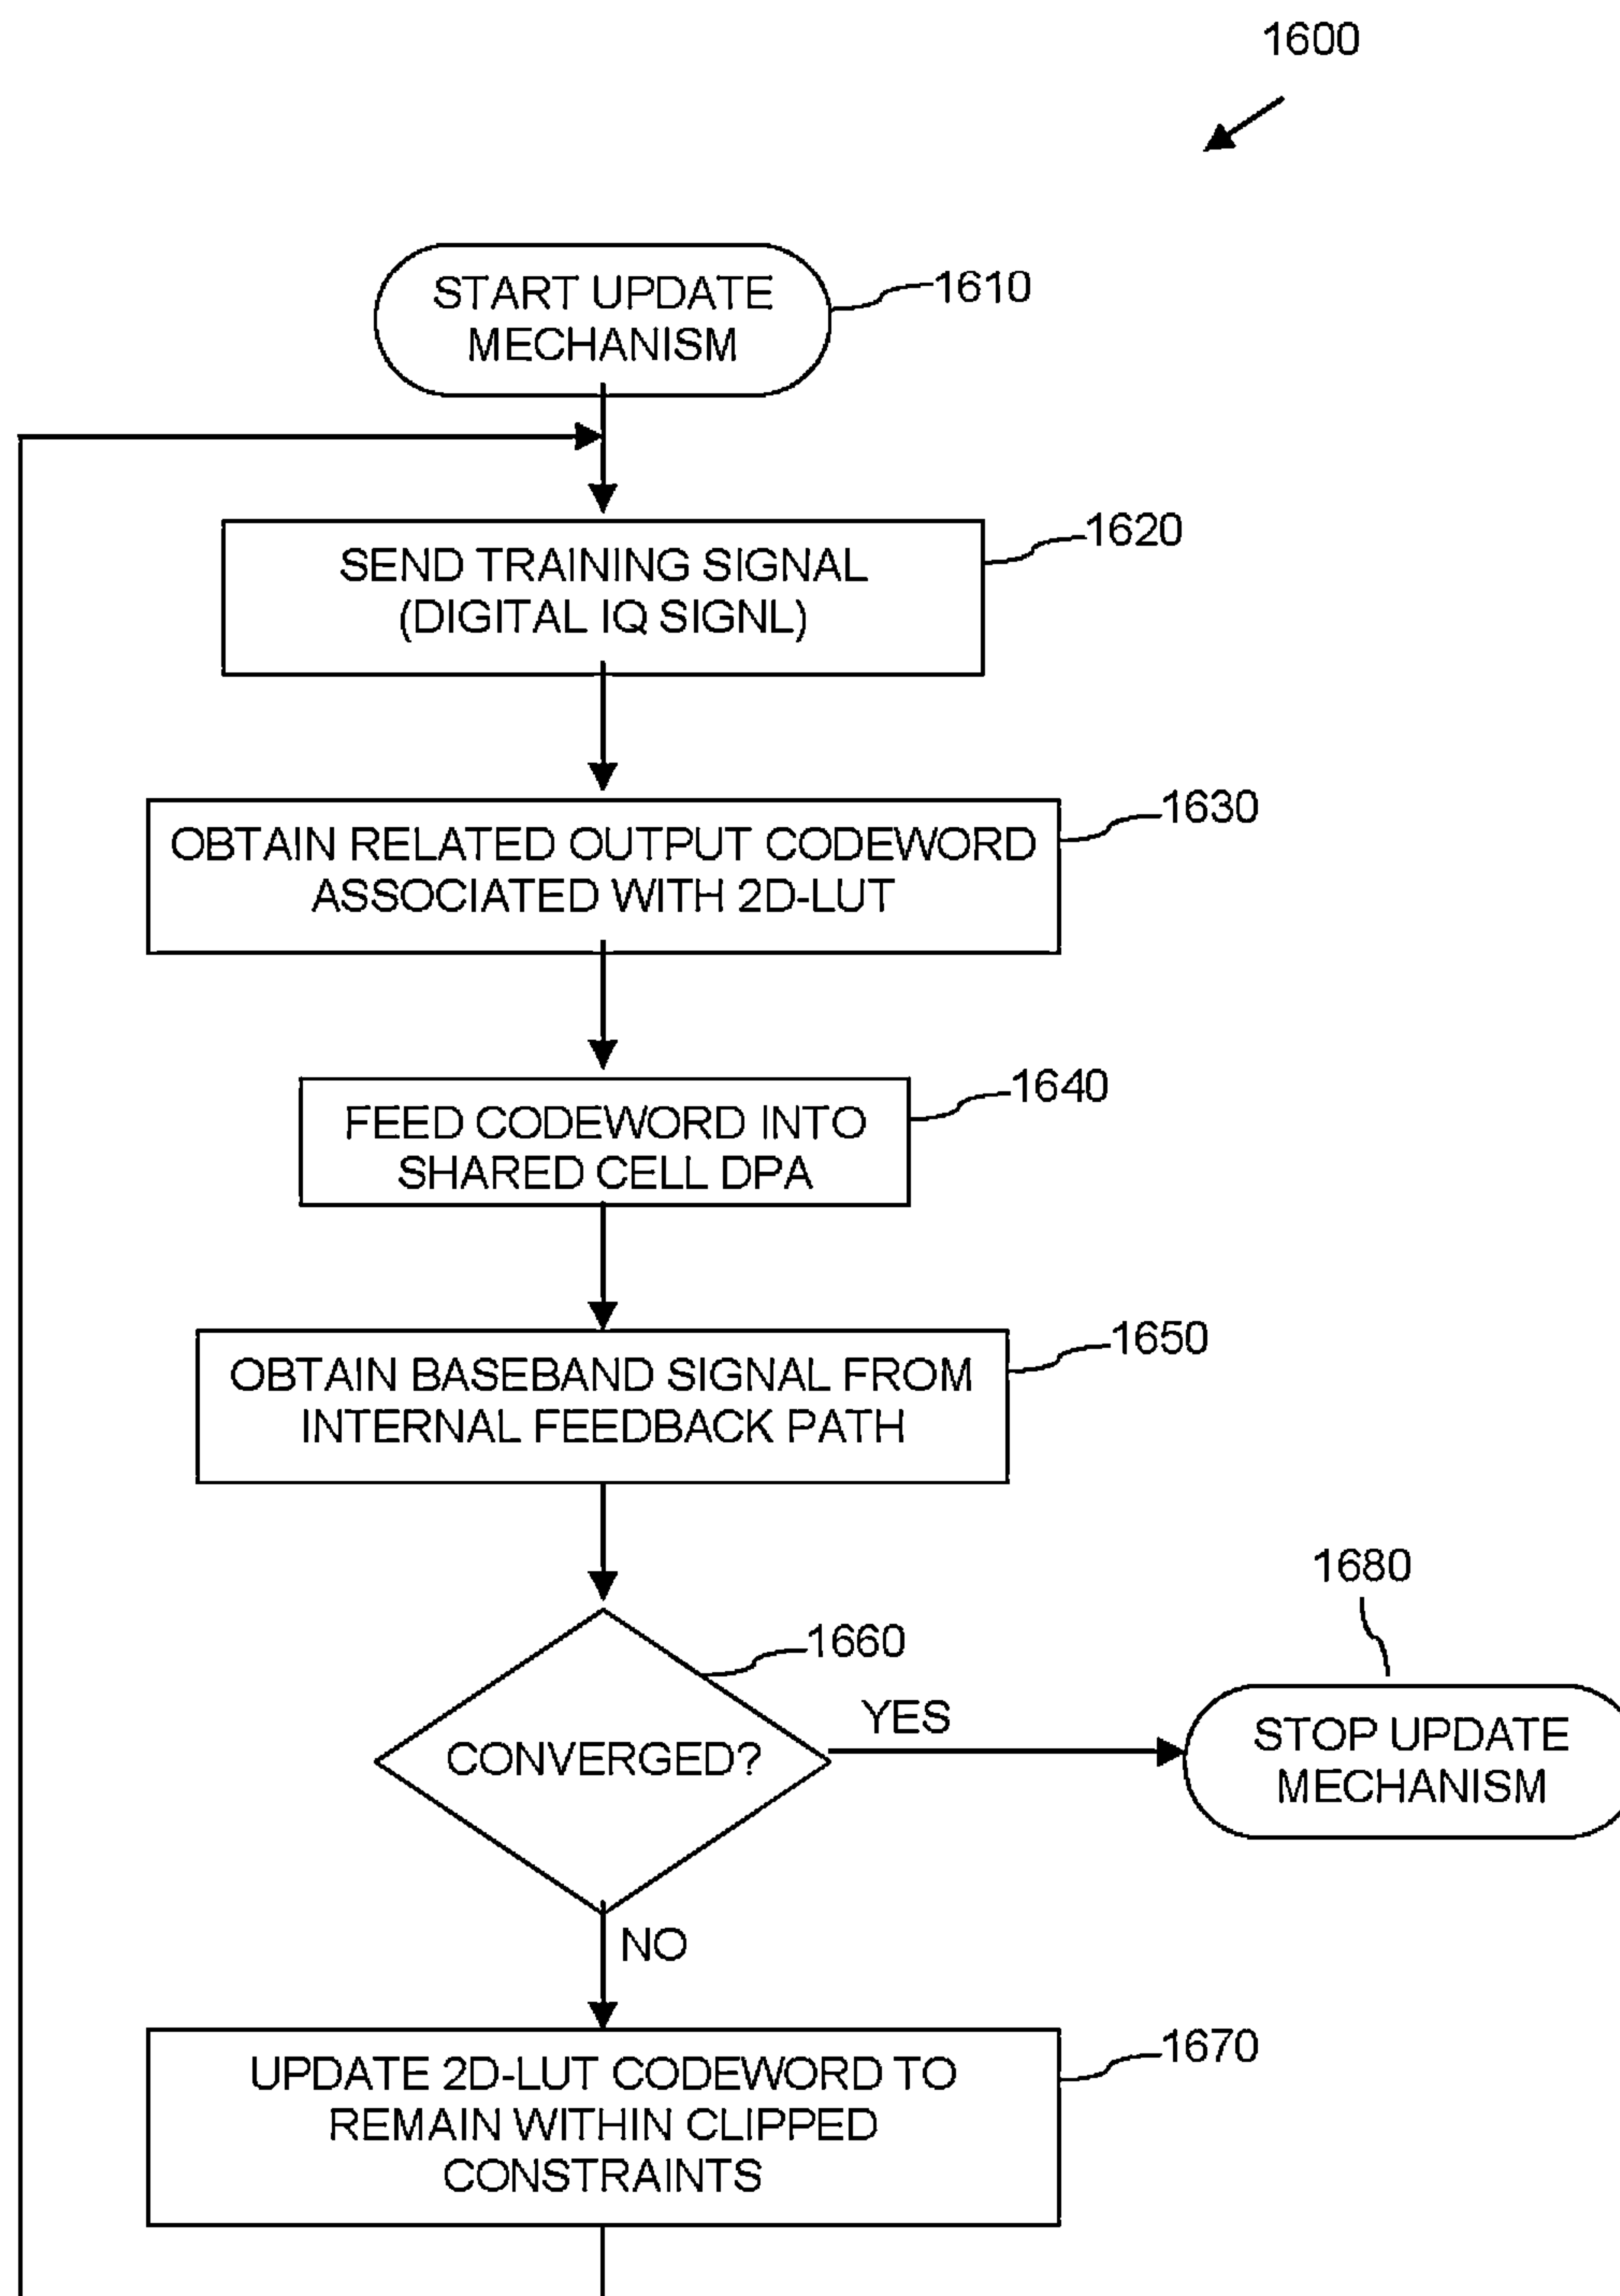 1600
START UPDATE
MECHANISM
1610
SEND TRAINING SIGNAL
(DIGITAL IQ SIGNL)
1620
OBTAIN RELATED OUTPUT CODEWORD
ASSOCIATED WITH 2D-LUT
1630
FEED CODEWORD INTO
SHARED CELL DPA
1640
OBTAIN BASEBAND SIGNAL FROM
INTERNAL FEEDBACK PATH
1650
CONVERGED?
1660
YES
1680
STOP UPDATE
MECHANISM
NO
UPDATE 2D-LUT CODEWORD TO
REMAIN WITHIN CLIPPED
CONSTRAINTS
1670